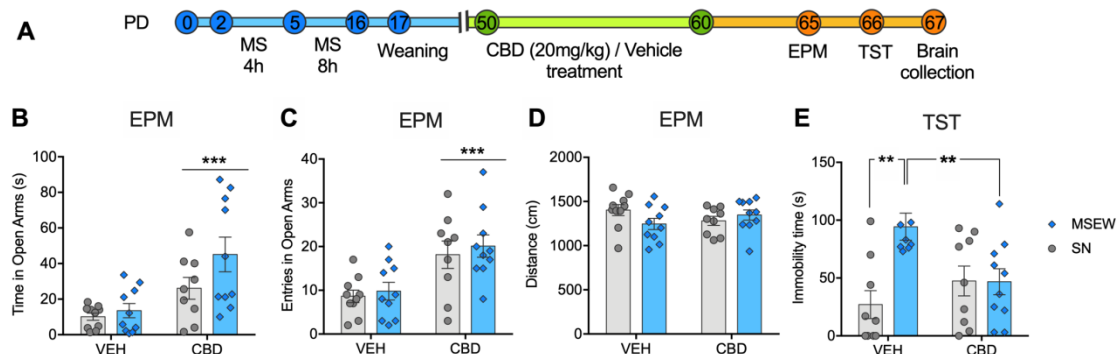 A
PD 0 2 5 16 17 50 60 65 66 67
MS MS Weaning CBD (20mg/kg) / Vehicle EPM TST Brain
4h 8h treatment collection
B EPM
Time in Open Arms (s)
100
80
60
40
20
0
***
VEH CBD
C EPM
Entries in Open Arms
40
30
20
10
0
***
VEH CBD
D EPM
Distance (cm)
2000
1500
1000
500
0
VEH CBD
E TST
Immobility time (s)
150
100
50
0
** **
VEH CBD
MSEW
SN